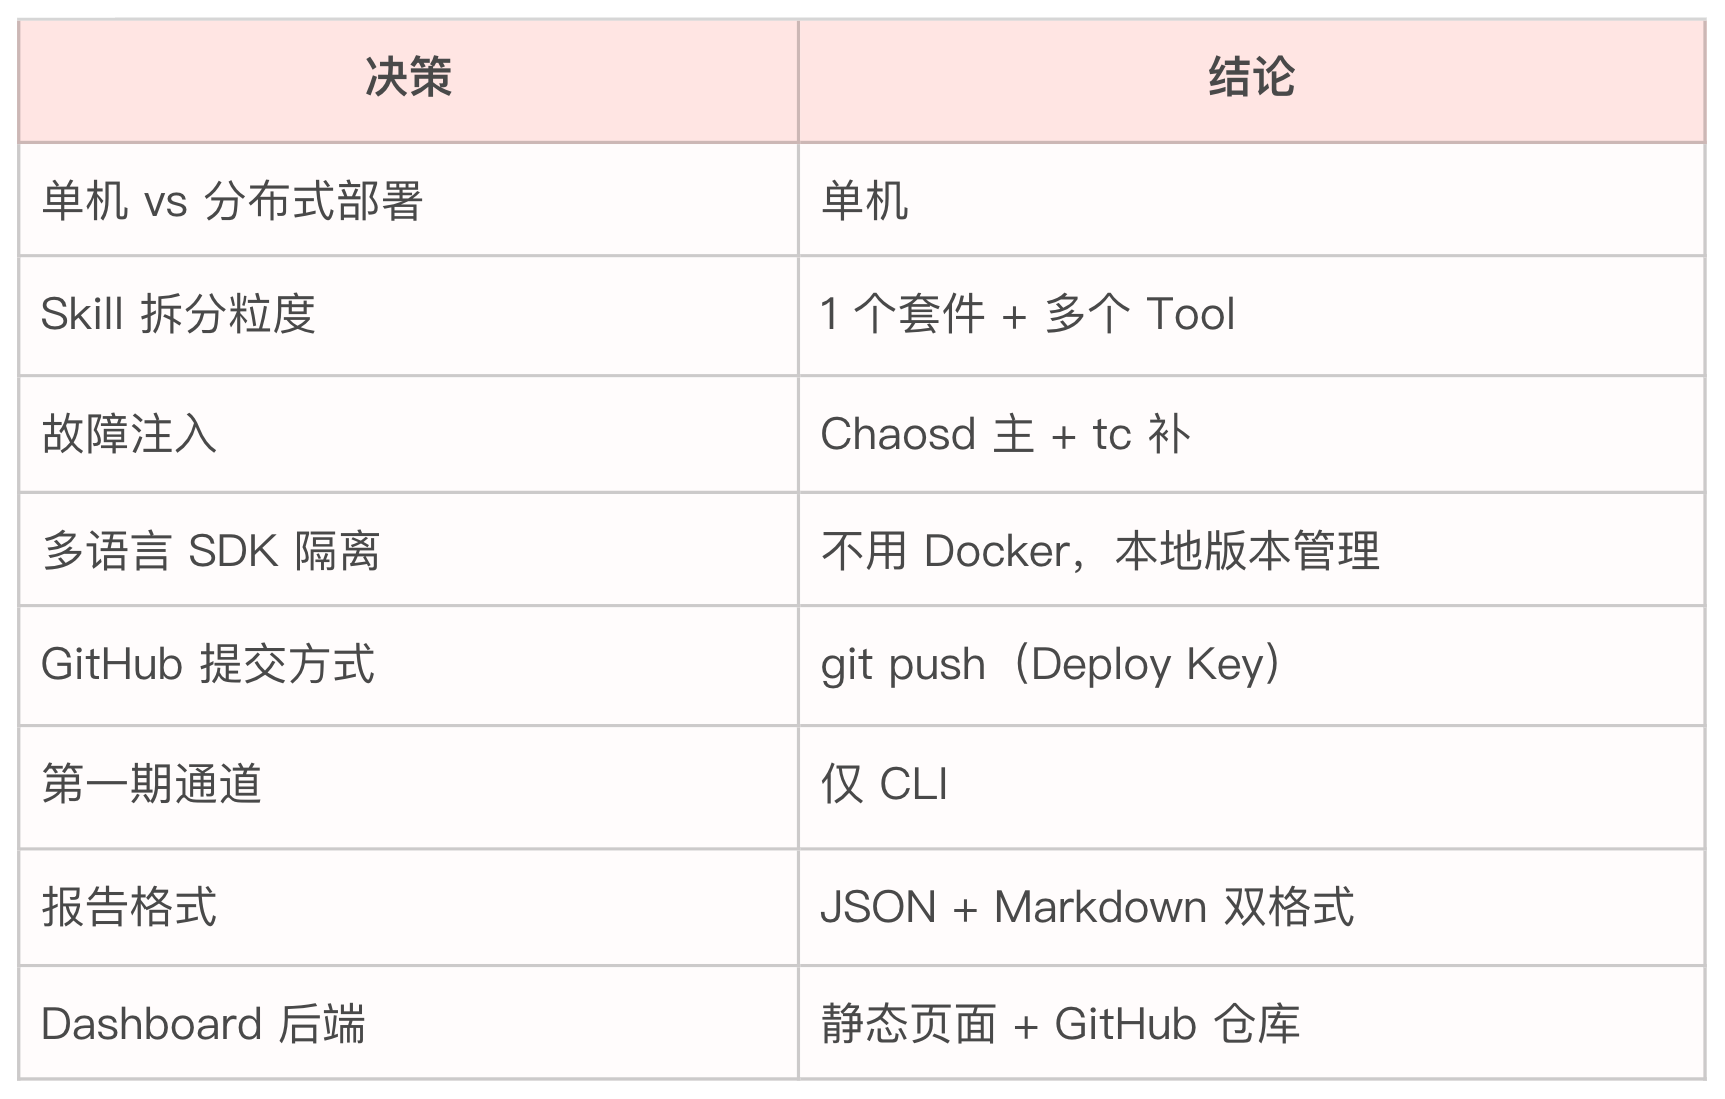 决策 结论
单机 vs 分布式部署 单机
Skill 拆分粒度 1 个套件 + 多个 Tool
故障注入 Chaosd 主 + tc 补
多语言 SDK 隔离 不用 Docker，本地版本管理
GitHub 提交方式 git push（Deploy Key）
第一期通道 仅 CLI
报告格式 JSON + Markdown 双格式
Dashboard 后端 静态页面 + GitHub 仓库